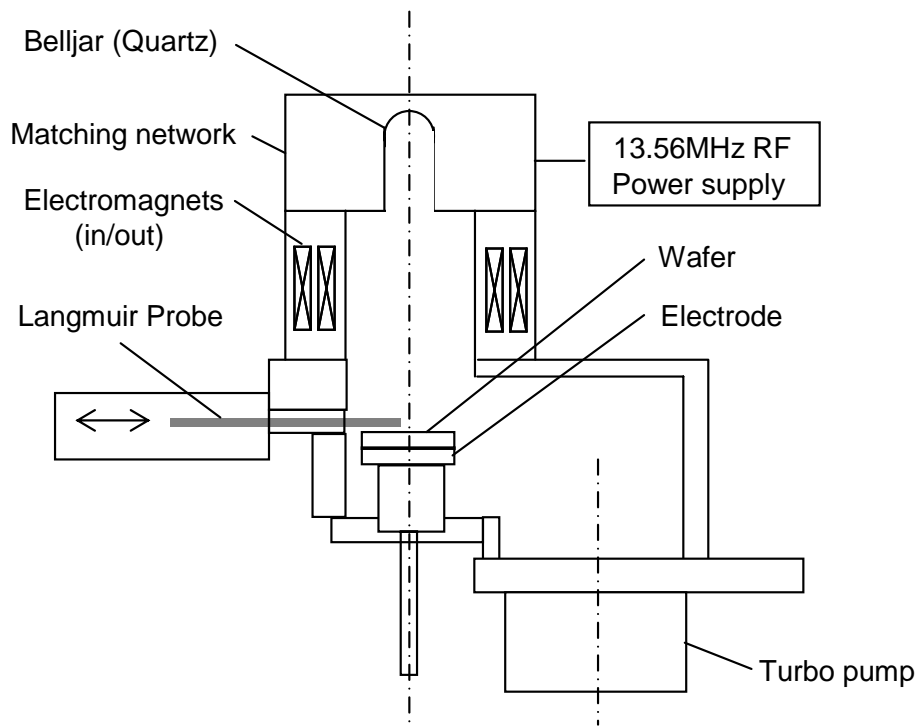 Belljar (Quartz)
Matching network
13.56MHz RF
Power supply
Electromagnets
(in/out)
Wafer
Langmuir Probe
Electrode
Turbo pump